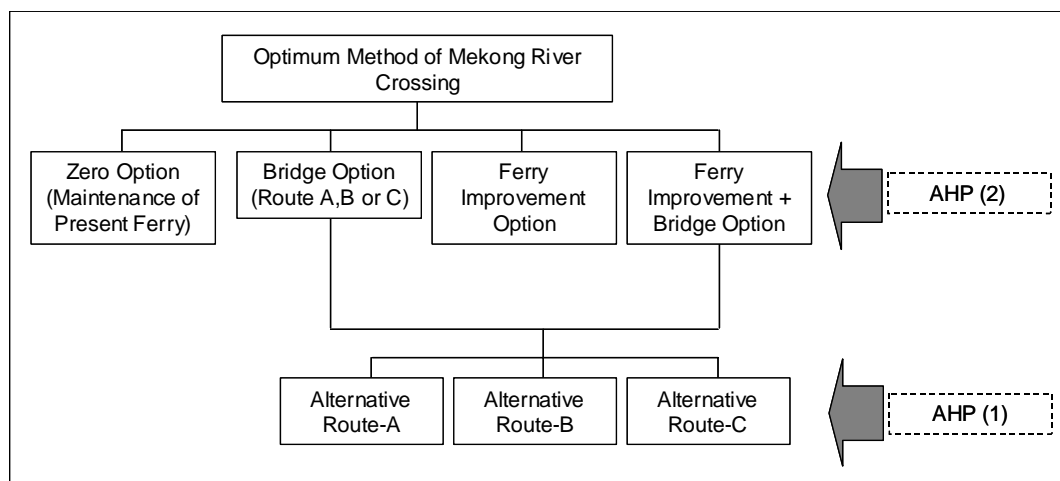 Optimum Method of Mekong River
Crossing
Zero Option
(Maintenance of
Present Ferry)
Bridge Option
(Route A,B or C)
Ferry
Improvement
Option
Ferry
Improvement +
Bridge Option
AHP (2)
Alternative
Route-A
Alternative
Route-B
Alternative
Route-C
AHP (1)